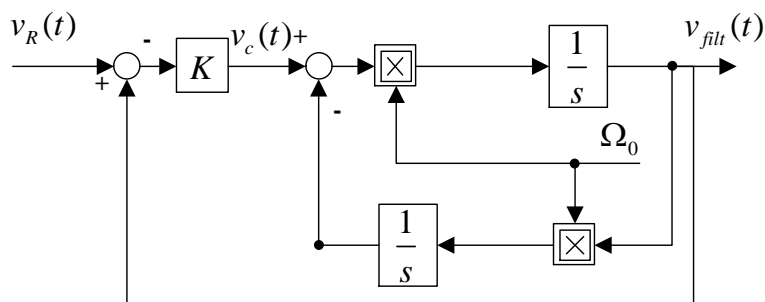 v_R(t)
-
K
v_c(t)
+
×
1
s
v_filt(t)
+
-
Ω_0
1
s
×